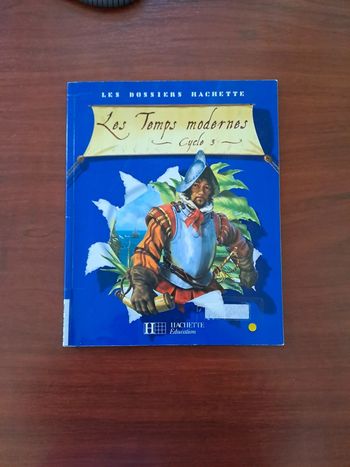 LES DOSSIERS HACHETTE
Les Temps modernes
Cycle 3
H
HACHETTE
Éducation